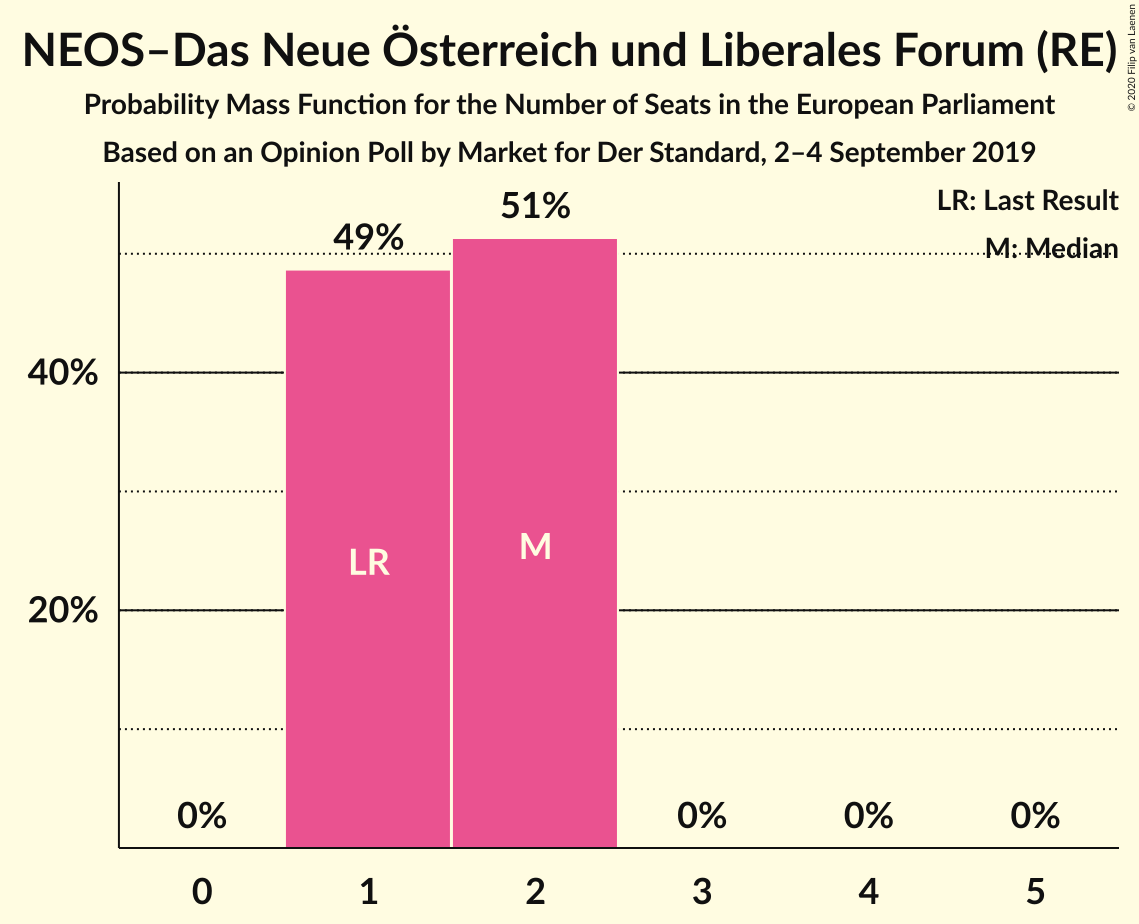 NEOS–Das Neue Österreich und Liberales Forum (RE)
Probability Mass Function for the Number of Seats in the European Parliament
Based on an Opinion Poll by Market for Der Standard, 2–4 September 2019
© 2020 Filip van Laenen
LR: Last Result
M: Median
49%
51%
40%
20%
LR
M
0%
0%
0%
0%
0
1
2
3
4
5